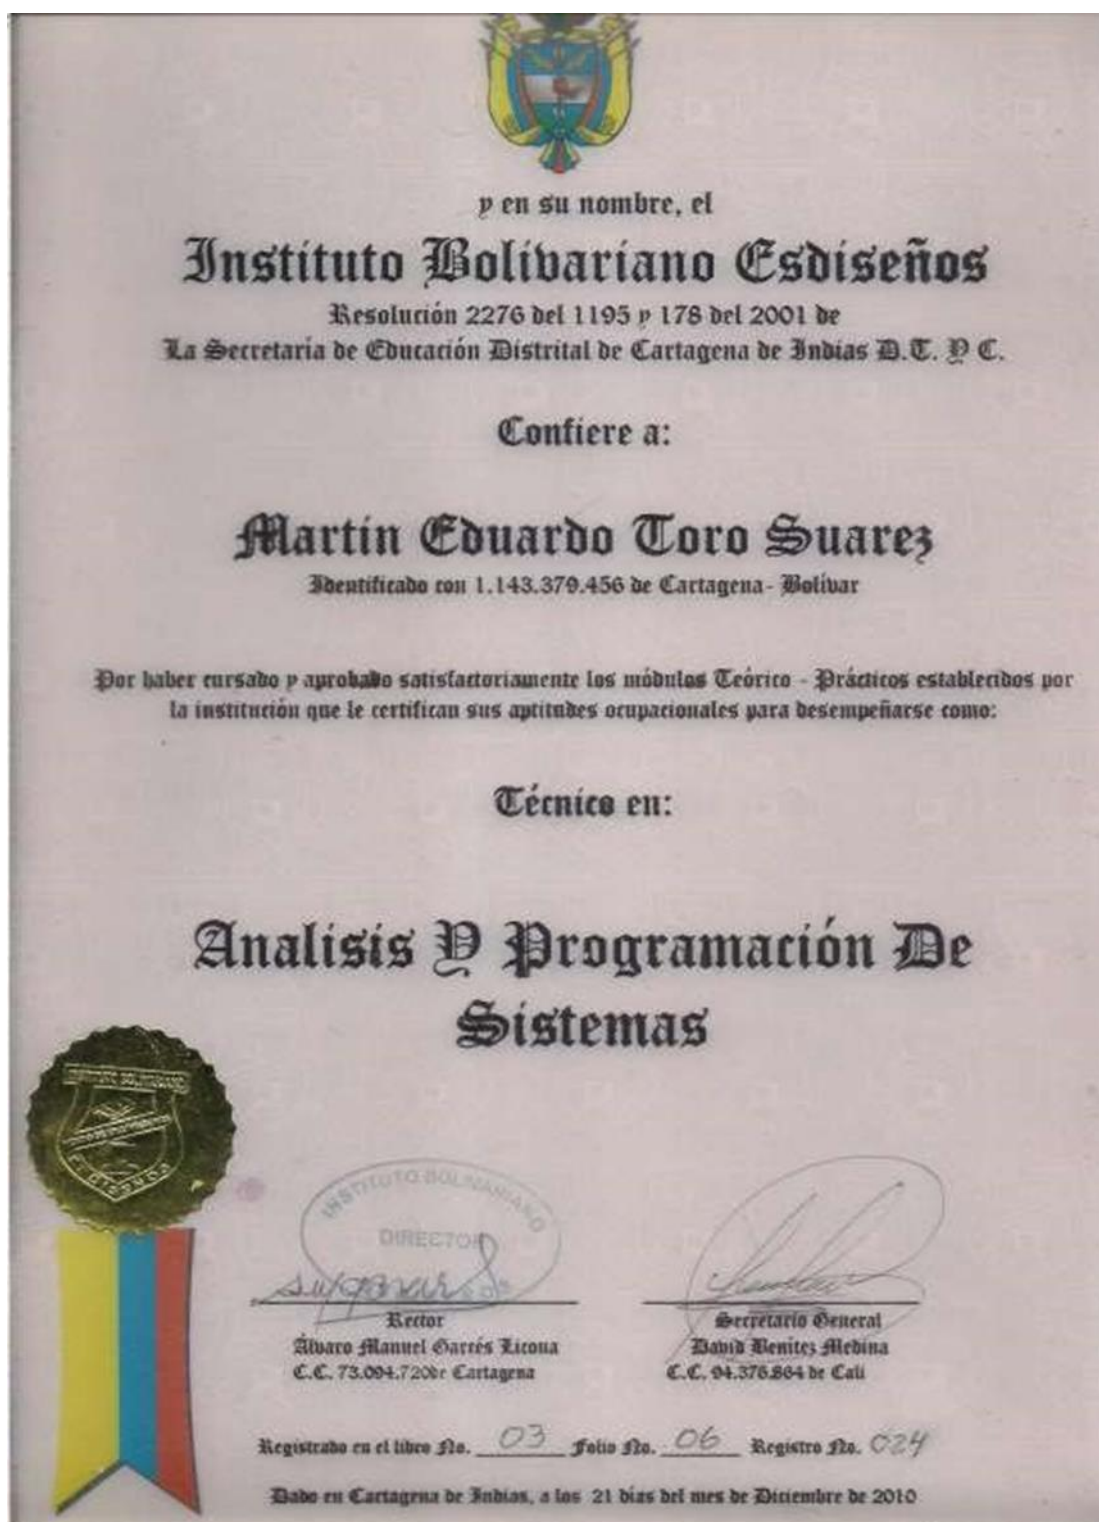 y en su nombre, el
Instituto Bolivariano Esdiseños
Resolución 2276 del 1195 y 178 del 2001 de
La Secretaria de Educación Distrital de Cartagena de Indias D.T. Y C.
Confiere a:
Martin Eduardo Toro Suarez
Identificado con 1.143.379.456 de Cartagena- Bolívar
Por haber cursado y aprobado satisfactoriamente los módulos Teórico - Prácticos establecidos por
la institución que le certifican sus aptitudes ocupacionales para desempeñarse como:
Técnico en:
Analisis Y Programación De
Sistemas
INSTITUTO BOLIVARIANO
INSTITUTO BOLIVARIANO
DIRECTOR
Rector
Secretario General
Álvaro Manuel Garcés Licona
David Benitez Medina
C.C. 73.094.720de Cartagena
C.C. 94.376.864 de Cali
Registrado en el libro No. 03 Folio No. 06 Registro No. 024
Dado en Cartagena de Indias, a los 21 días del mes de Diciembre de 2010